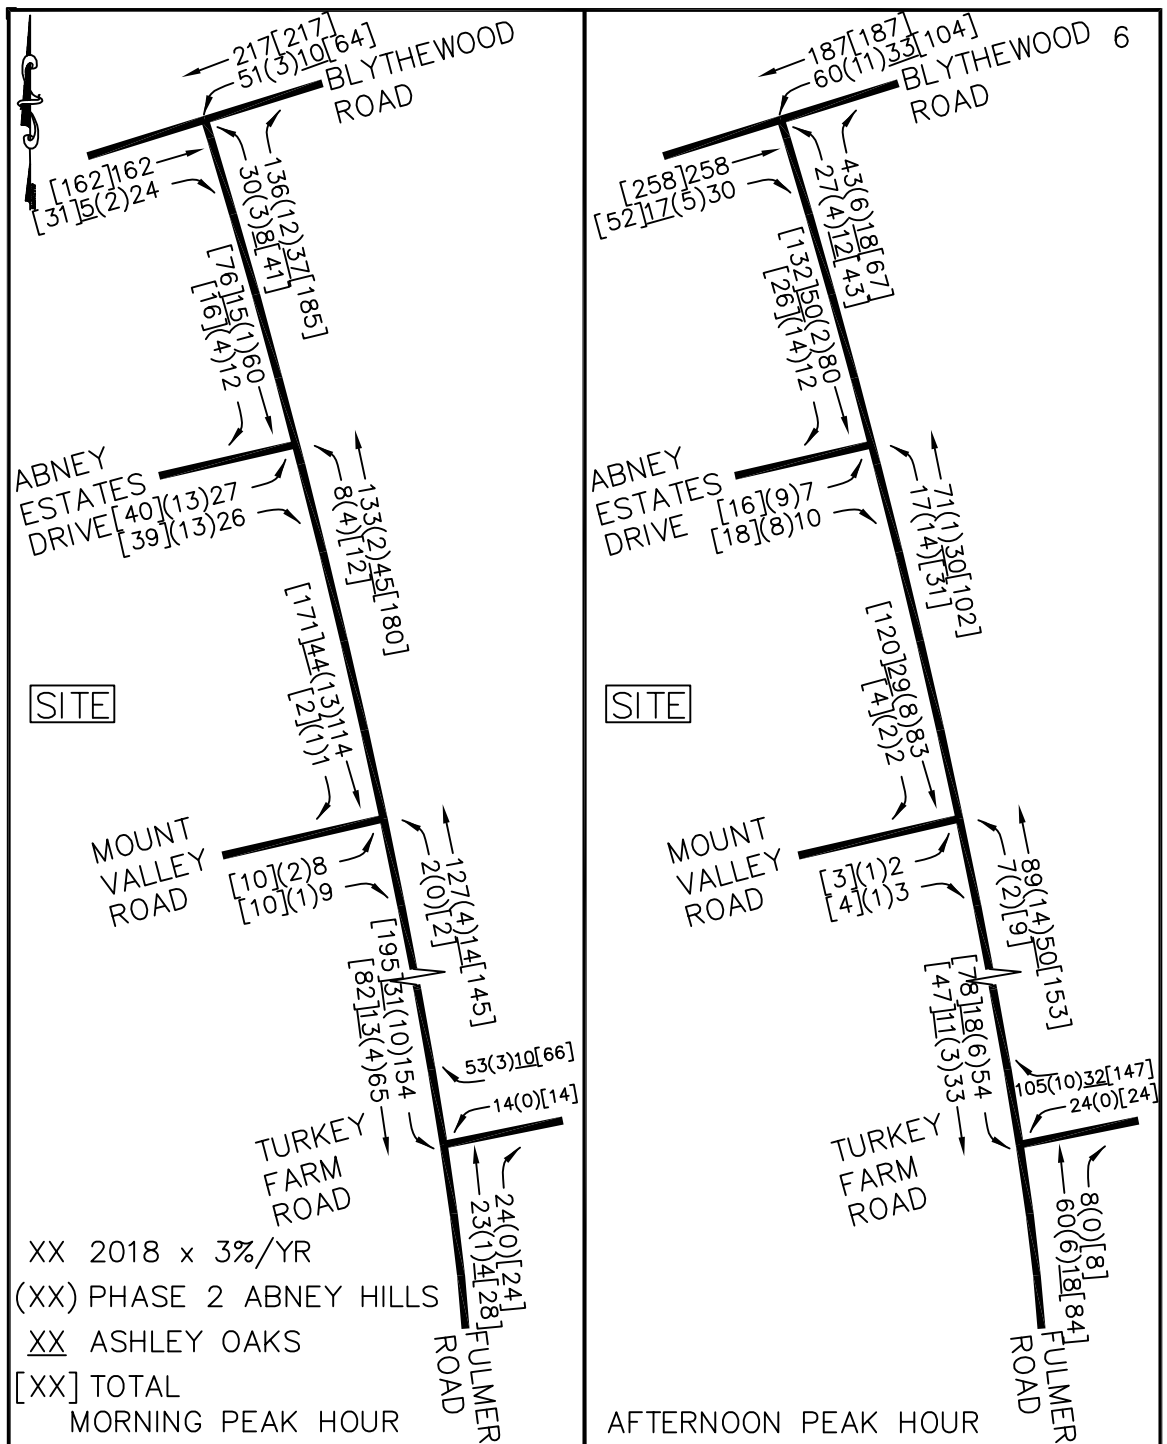 217[217]
51(3)10[64]
BLYTHEWOOD
ROAD
[162]162
[31]5(2)24
30(3)8[41]
136(12)37[185]
[76]15(1)60
[16](4)12
ABNEY
ESTATES
DRIVE
[40](13)27
[39](13)26
133(2)45[180]
8(4)[12]
[171]44(13)114
[2](1)1
SITE
MOUNT
VALLEY
ROAD
[10](2)8
[10](1)9
127(4)14[145]
2(0)[2]
[195]31(10)154
[82]13(4)65
53(3)10[66]
14(0)[14]
TURKEY
FARM
ROAD
24(0)[24]
23(1)4[28]
FULMER
ROAD
XX 2018 x 3%/YR
(XX) PHASE 2 ABNEY HILLS
XX ASHLEY OAKS
[XX] TOTAL
MORNING PEAK HOUR
6
187[187]
60(11)33[104]
BLYTHEWOOD
ROAD
[258]258
[52]17(5)30
43(6)18[67]
27(4)12[43]
[132]50(2)80
[26](14)12
ABNEY
ESTATES
DRIVE
[16](9)7
[18](8)10
71(1)30[102]
17(14)[31]
[120]29(8)83
[4](2)2
SITE
MOUNT
VALLEY
ROAD
[3](1)2
[4](1)3
89(14)50[153]
7(2)[9]
[78]18(6)54
[47]11(3)33
105(10)32[147]
24(0)[24]
TURKEY
FARM
ROAD
8(0)[8]
60(6)18[84]
FULMER
ROAD
AFTERNOON PEAK HOUR